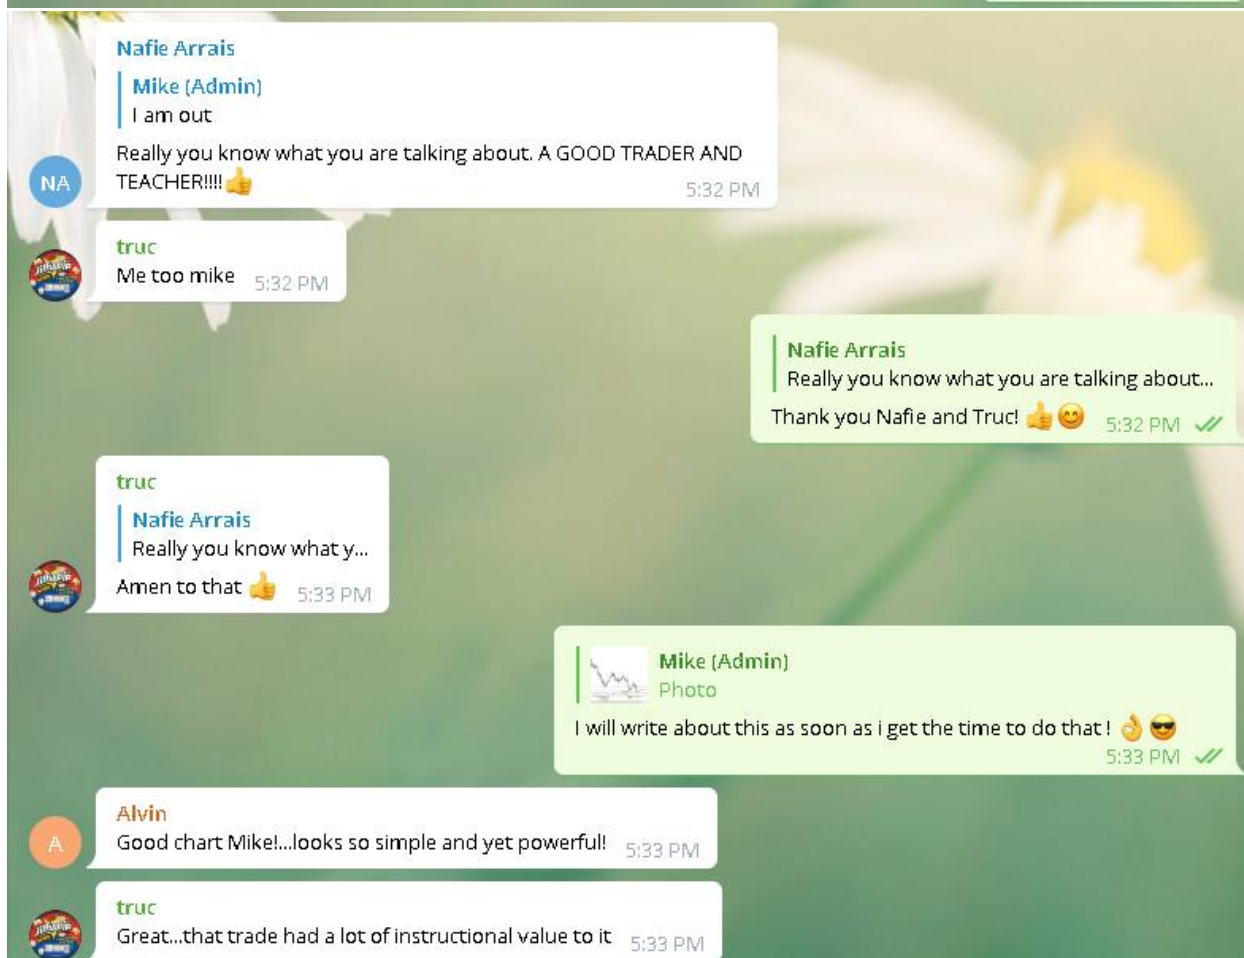 Nafie Arrais
Mike (Admin)
I am out
Really you know what you are talking about. A GOOD TRADER AND
TEACHER!!!!👍
5:32 PM
NA
truc
Me too mike
5:32 PM
Nafie Arrais
Really you know what you are talking about...
Thank you Nafie and Truc! 👍😊
5:32 PM
truc
Nafie Arrais
Really you know what y...
Amen to that 👍
5:33 PM
Mike (Admin)
Photo
I will write about this as soon as i get the time to do that ! 👌😎
5:33 PM
Alvin
A
Good chart Mike!...looks so simple and yet powerful!
5:33 PM
truc
Great...that trade had a lot of instructional value to it
5:33 PM